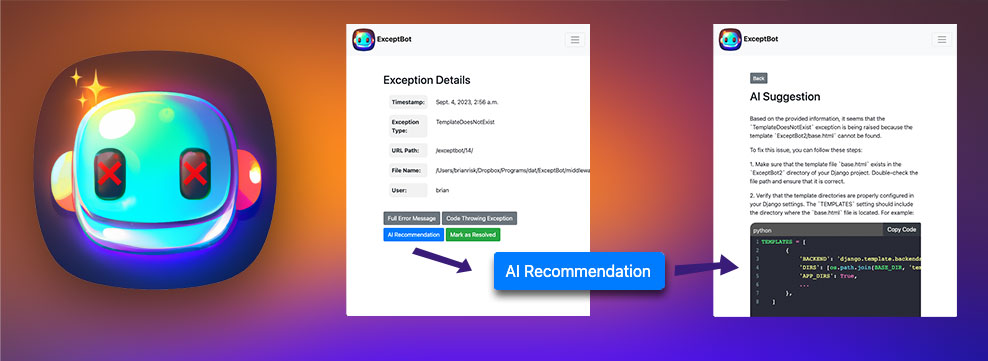 ExceptBot
Exception Details
Timestamp: Sept. 4, 2023, 2:56 a.m.
Exception TemplateDoesNotExist
Type:
URL Path: /exceptbot/14/
File Name: /Users/brianrisk/Dropbox/Programs/dat/ExceptBot/middlewa
User: brian
Full Error Message Code Throwing Exception
AI Recommendation Mark as Resolved
AI Recommendation
ExceptBot
Back
AI Suggestion
Based on the provided information, it seems that the
`TemplateDoesNotExist` exception is being raised because the
template `ExceptBot2/base.html` cannot be found.
To fix this issue, you can follow these steps:
1. Make sure that the template file `base.html` exists in the
`ExceptBot2` directory of your Django project. Double-check the
file path and ensure that it is correct.
2. Verify that the template directories are properly configured in
your Django settings. The `TEMPLATES` setting should include
the directory where the `base.html` file is located. For example:
python Copy Code
1 TEMPLATES = [
2 {
3 'BACKEND': 'django.template.backends
4 'DIRS': [os.path.join(BASE_DIR, 'te
5 'APP_DIRS': True,
6 ...
7 },
8 ]